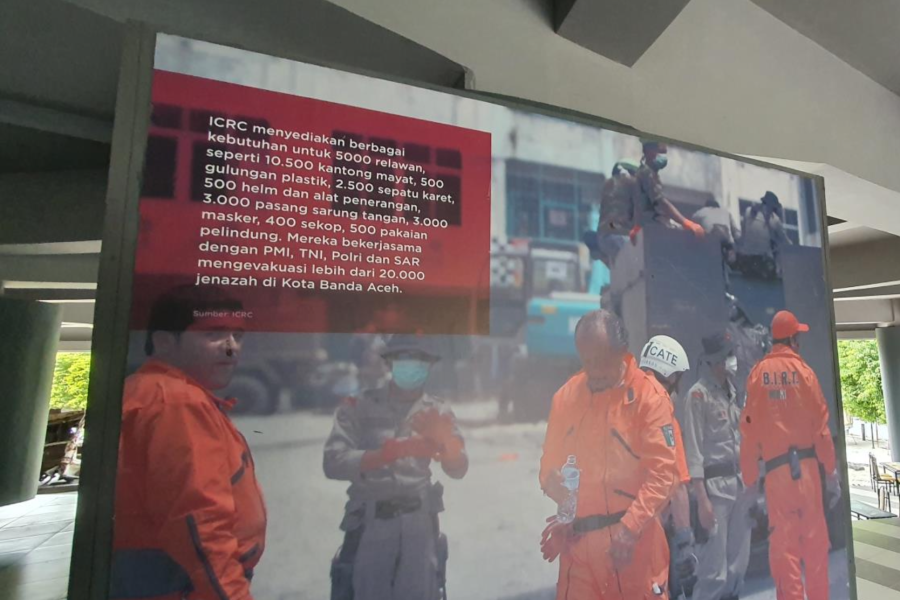 ICRC menyediakan berbagai
kebutuhan untuk 5000 relawan,
seperti 10.500 kantong mayat, 500
gulungan plastik, 2.500 sepatu karet,
500 helm dan alat penerangan,
3.000 pasang sarung tangan, 3.000
masker, 400 sekop, 500 pakaian
pelindung. Mereka bekerjasama
dengan PMI, TNI, Polri dan SAR
mengevakuasi lebih dari 20.000
jenazah di Kota Banda Aceh.
Sumber: ICRC
CATE
B.I.R.T.